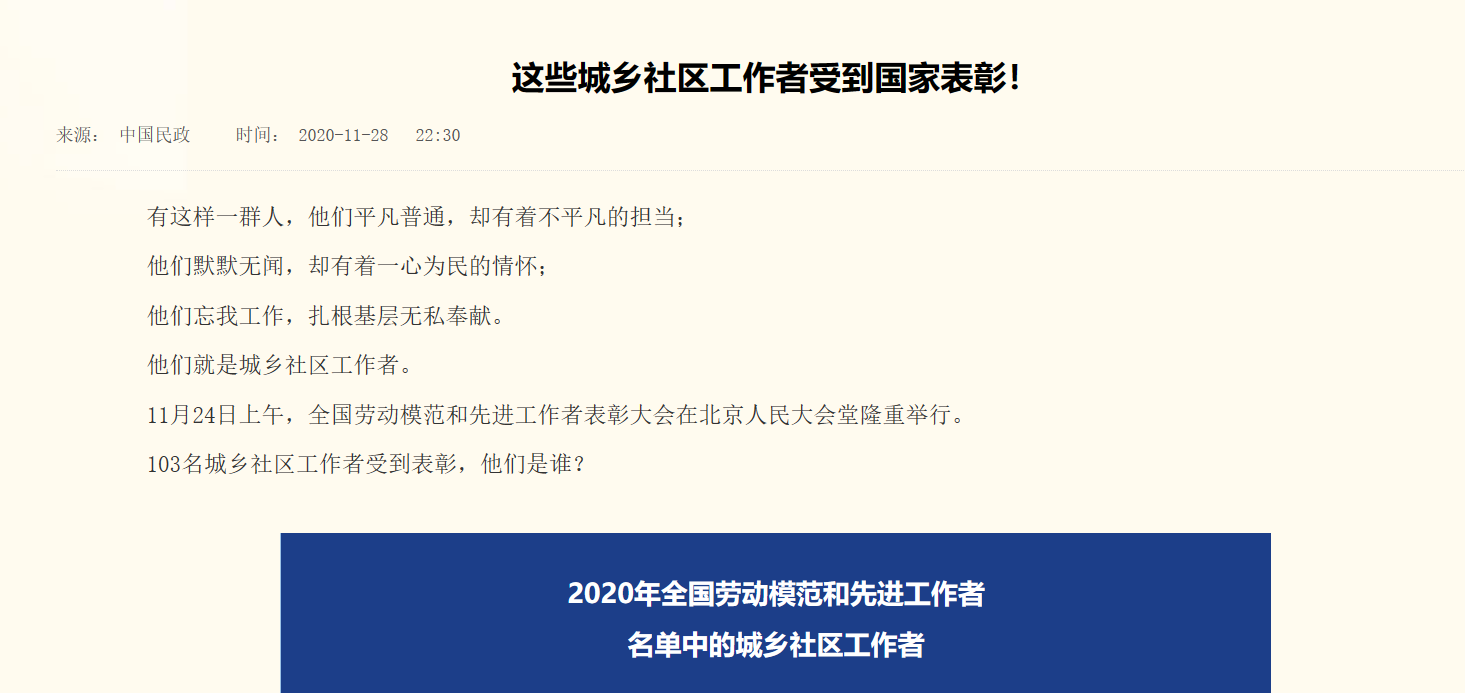 这些城乡社区工作者受到国家表彰！
来源： 中国民政 时间： 2020-11-28 22:30
有这样一群人，他们平凡普通，却有着不平凡的担当；
他们默默无闻，却有着一心为民的情怀；
他们忘我工作，扎根基层无私奉献。
他们就是城乡社区工作者。
11月24日上午，全国劳动模范和先进工作者表彰大会在北京人民大会堂隆重举行。
103名城乡社区工作者受到表彰，他们是谁？
2020年全国劳动模范和先进工作者
名单中的城乡社区工作者